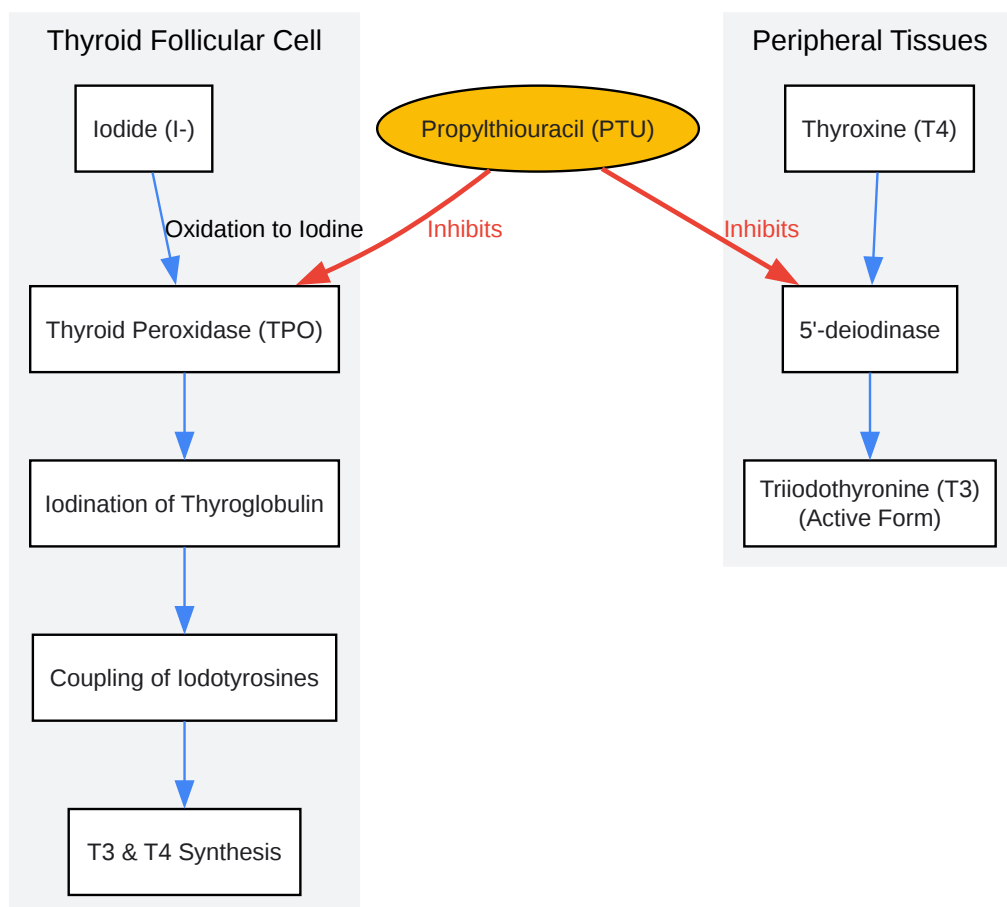 Thyroid Follicular Cell
Peripheral Tissues
Iodide (I-)
Propylthiouracil (PTU)
Thyroxine (T4)
Oxidation to Iodine
Inhibits
Inhibits
Thyroid Peroxidase (TPO)
5'-deiodinase
Iodination of Thyroglobulin
Triiodothyronine (T3)
(Active Form)
Coupling of Iodotyrosines
T3 & T4 Synthesis